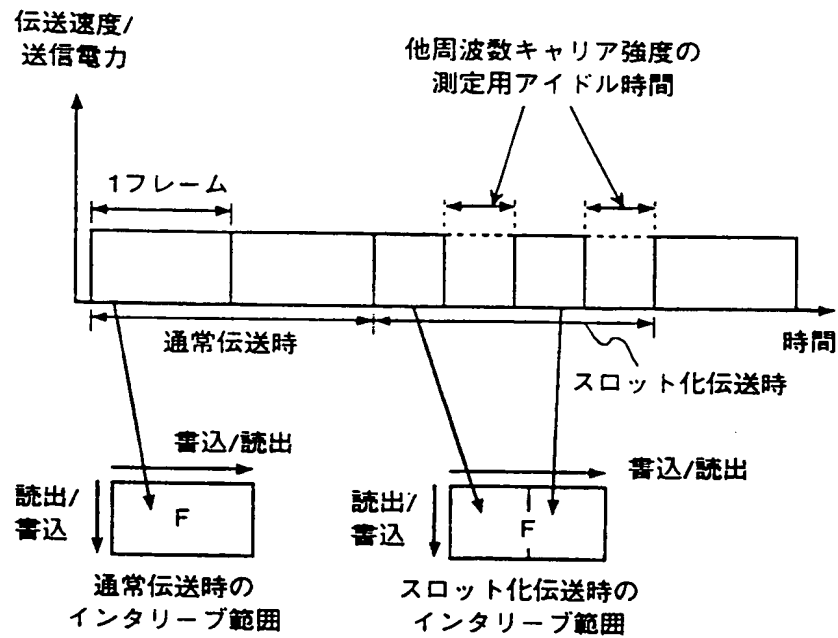 伝送速度/
送信電力
他周波数キャリア強度の
測定用アイドル時間
1フレーム
通常伝送時
時間
スロット化伝送時
書込/読出
読出/
書込
F
通常伝送時の
インタリーブ範囲
書込/読出
読出/
書込
F
スロット化伝送時の
インタリーブ範囲